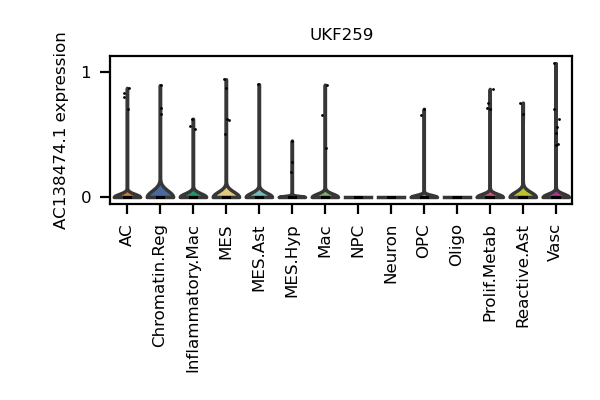 UKF259
AC138474.1 expression
1
0
AC
Chromatin.Reg
Inflammatory.Mac
MES
MES.Ast
MES.Hyp
Mac
NPC
Neuron
OPC
Oligo
Prolif.Metab
Reactive.Ast
Vasc